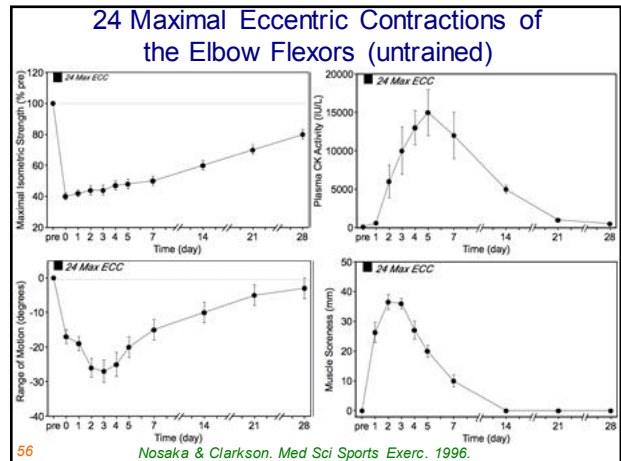 24 Maximal Eccentric Contractions of
the Elbow Flexors (untrained)
24 Max ECC
Maximal Isometric Strength (% pre)
120
100
80
60
40
20
pre 0 1 2 3 4 5 7 14 21 28
Time (day)
24 Max ECC
Plasma CK Activity (IU/L)
20000
15000
10000
5000
0
pre 1 2 3 4 5 7 14 21 28
Time (day)
24 Max ECC
Range of Motion (degrees)
0
-10
-20
-30
-40
pre 0 1 2 3 4 5 7 14 21 28
Time (day)
24 Max ECC
Muscle Soreness (mm)
50
40
30
20
10
0
pre 1 2 3 4 5 7 14 21 28
Time (day)
56
Nosaka & Clarkson. Med Sci Sports Exerc. 1996.